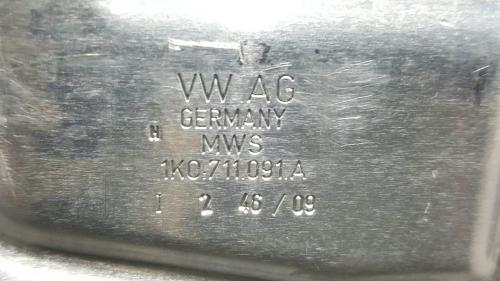 VW AG
GERMANY
H
MWS
1K0.711.091.A
I 2 46/09